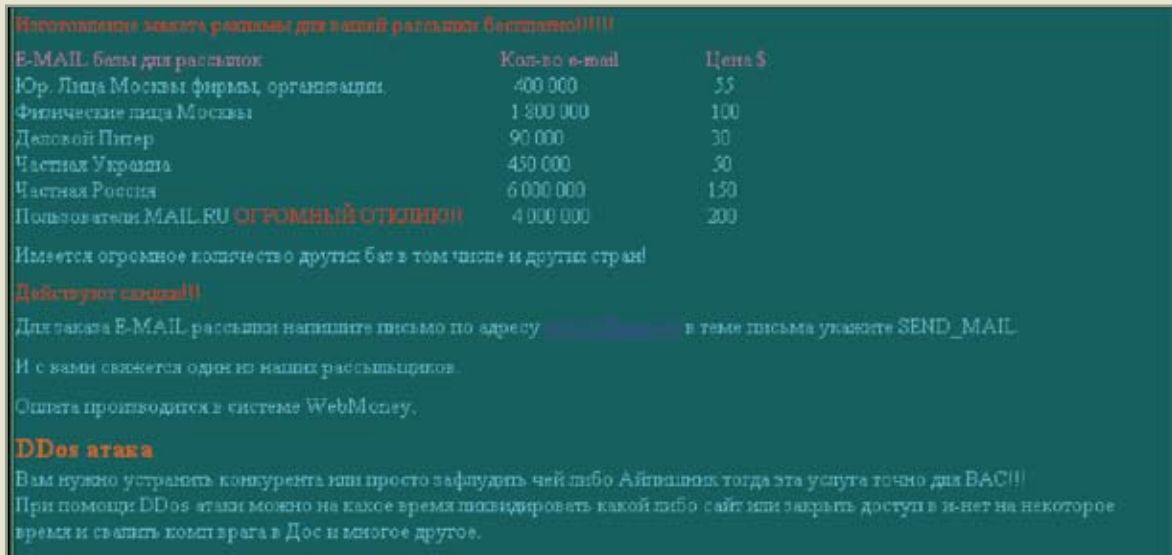 Изготовление макета рекламы для вашей рассылки бесплатно!!!!!!
E-MAIL базы для рассылок Кол-во e-mail Цена $
Юр. Лица Москвы фирмы, организации. 400 000 55
Физические лица Москвы 1 800 000 100
Деловой Питер 90 000 30
Частная Украина 450 000 50
Частная Россия 6 000 000 150
Пользователи MAIL.RU ОГРОМНЫЙ ОТКЛИК!!! 4 000 000 200
Имеется огромное количество других баз в том числе и других стран!
Действуют скидки!!!
Для заказа E-MAIL рассылки напишите письмо по адресу в теме письма укажите SEND_MAIL.
И с вами свяжется один из наших рассыльщиков.
Оплата производится в системе WebMoney.
DDos атака
Вам нужно устранить конкурента или просто зафлудить чей либо Айпишник тогда эта услуга точно для ВАС!!!
При помощи DDos атаки можно на какое время ликвидировать какой либо сайт или закрыть доступ в и-нет на некоторое
время и свалить комп врага в Дос и многое другое.